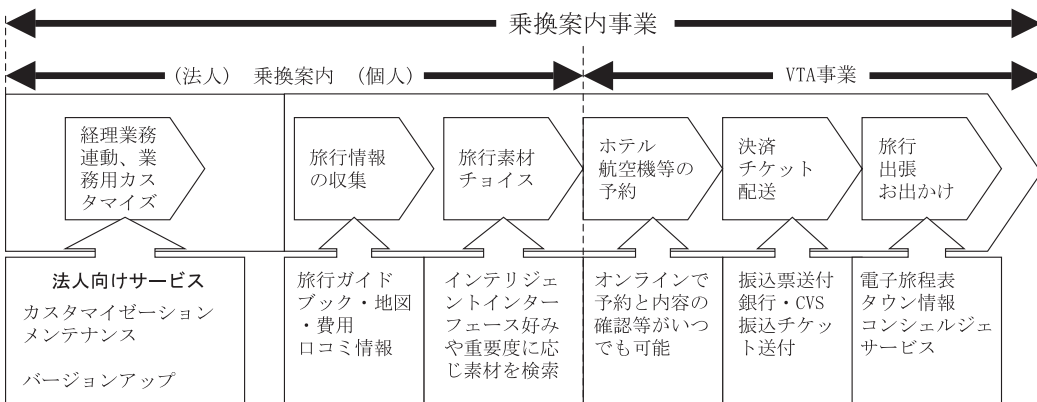 乗換案内事業
(法人) 乗換案内 (個人)
VTA事業
経理業務
連動、業
務用カス
タマイズ
旅行情報
の収集
旅行素材
チョイス
ホテル
航空機等の
予約
決済
チケット
配送
旅行
出張
お出かけ
法人向けサービス
カスタマイゼーション
メンテナンス
バージョンアップ
旅行ガイド
ブック・地図
・費用
口コミ情報
インテリジェ
ントインター
フェース好み
や重要度に応
じ素材を検索
オンラインで
予約と内容の
確認等がいつ
でも可能
振込票送付
銀行・CVS
振込チケッ
ト送付
電子旅程表
タウン情報
コンシェルジェ
サービス